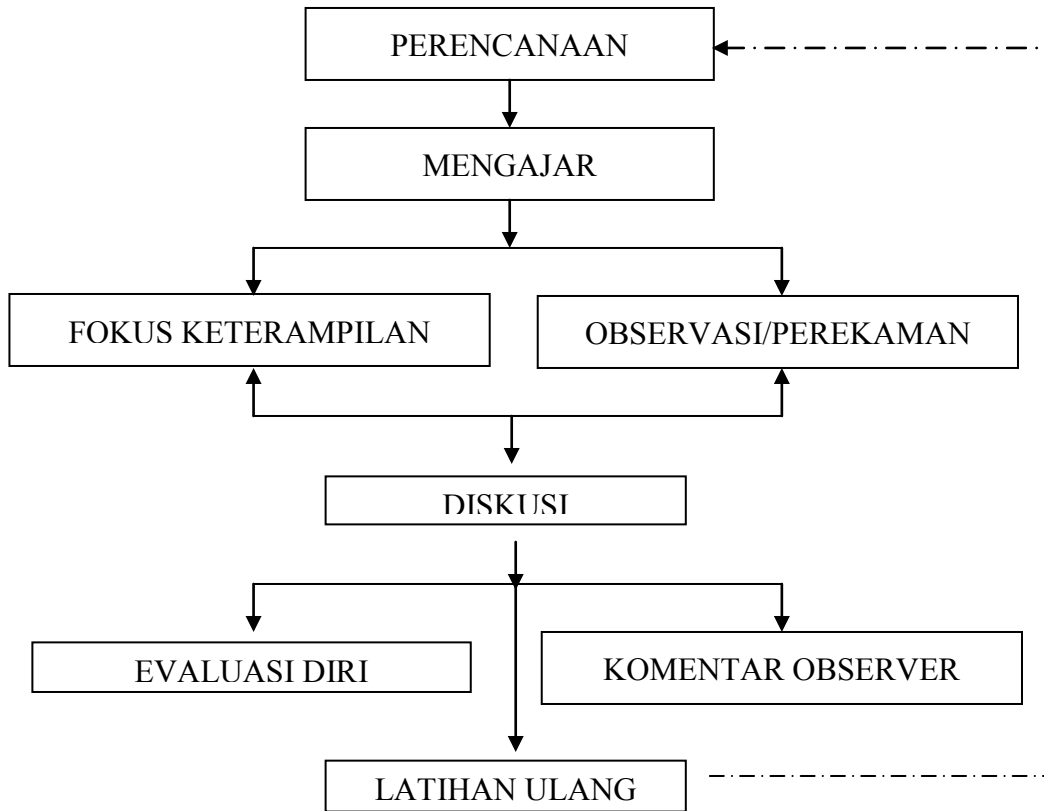 PERENCANAAN
MENGAJAR
FOKUS KETERAMPILAN
OBSERVASI/PEREKAMAN
DISKUSI
EVALUASI DIRI
KOMENTAR OBSERVER
LATIHAN ULANG